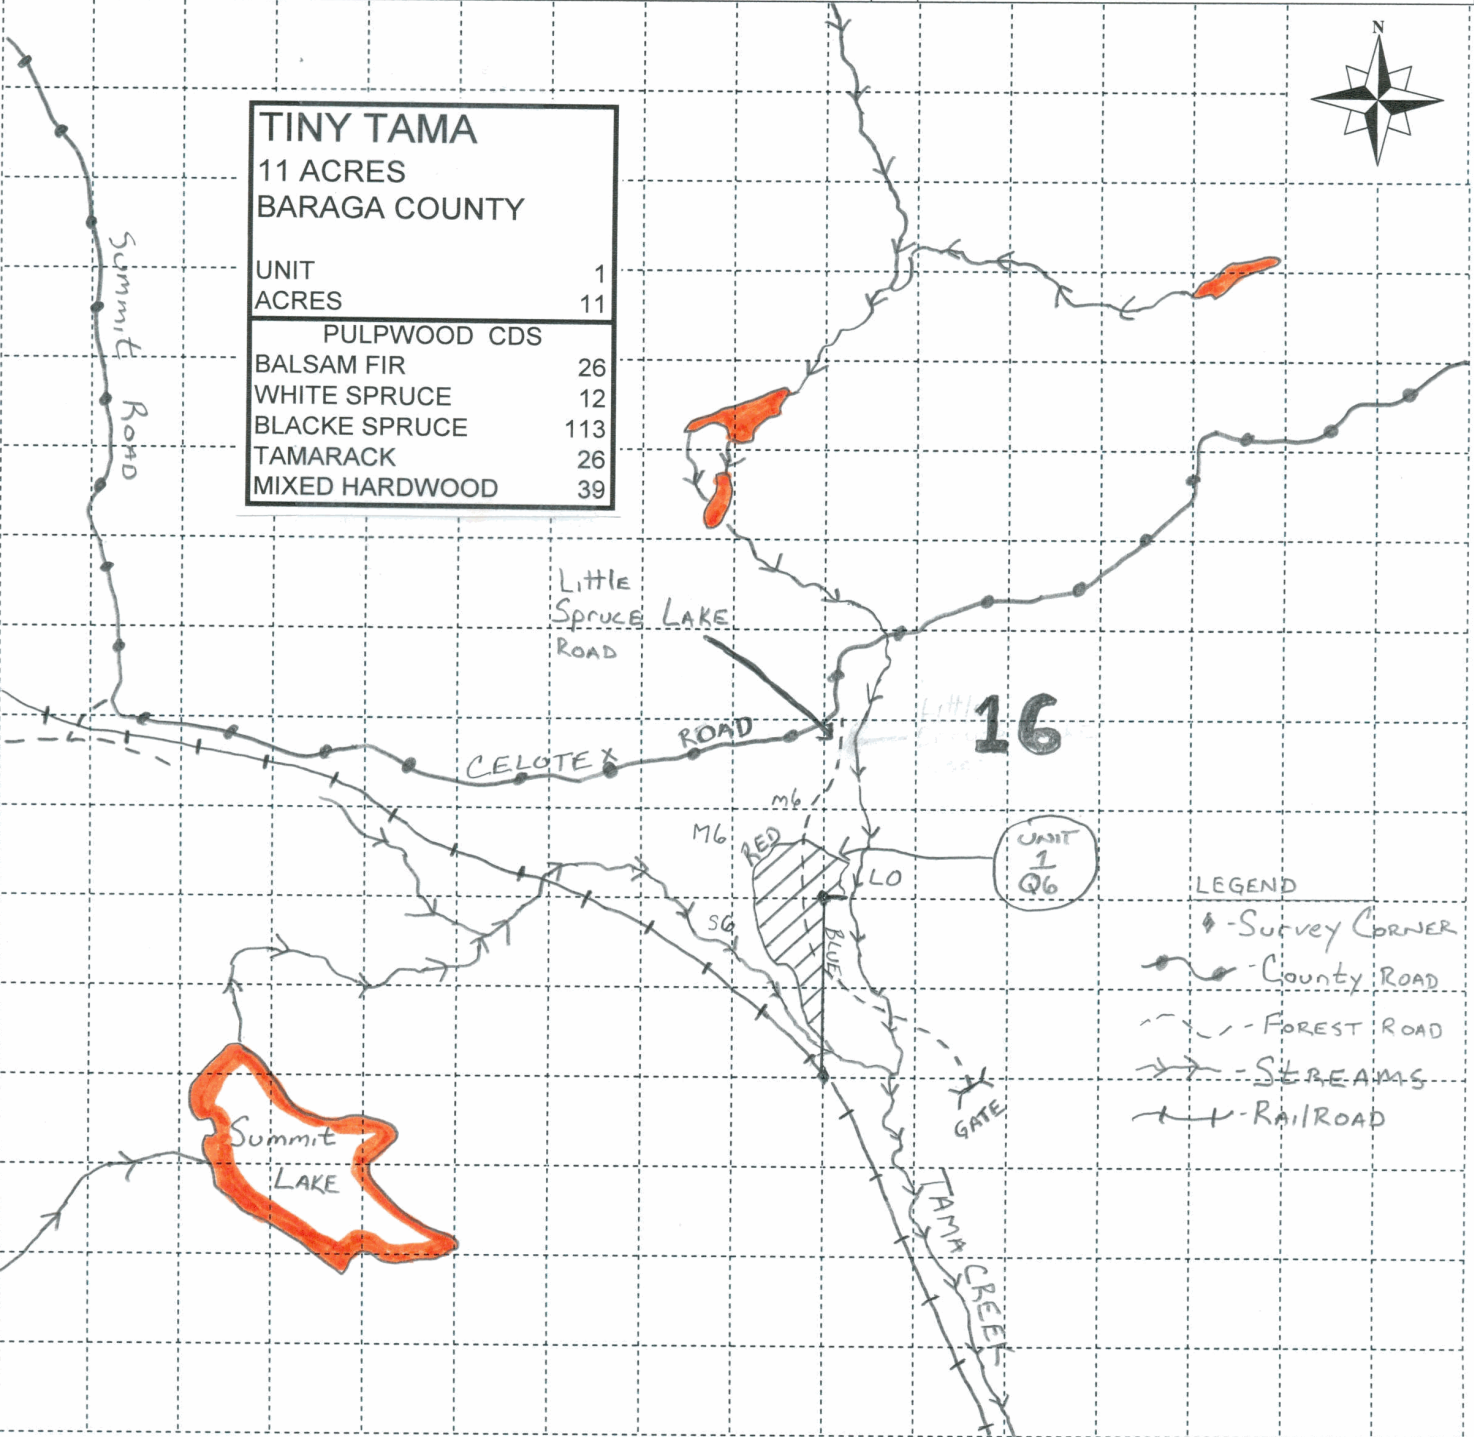 N
TINY TAMA
11 ACRES
BARAGA COUNTY
UNIT 1
ACRES 11
PULPWOOD CDS
BALSAM FIR 26
WHITE SPRUCE 12
BLACKE SPRUCE 113
TAMARACK 26
MIXED HARDWOOD 39
Summit ROAD
Little
Spruce LAKE
ROAD
16
CELOTEX ROAD
M6
M6
RED
UNIT
1
Q6
LO
S6
BLUE
LEGEND
-Survey CORNER
-County ROAD
-FOREST ROAD
-STREAMS
-RailROAD
GATE
Summit
LAKE
TAMA CREEK